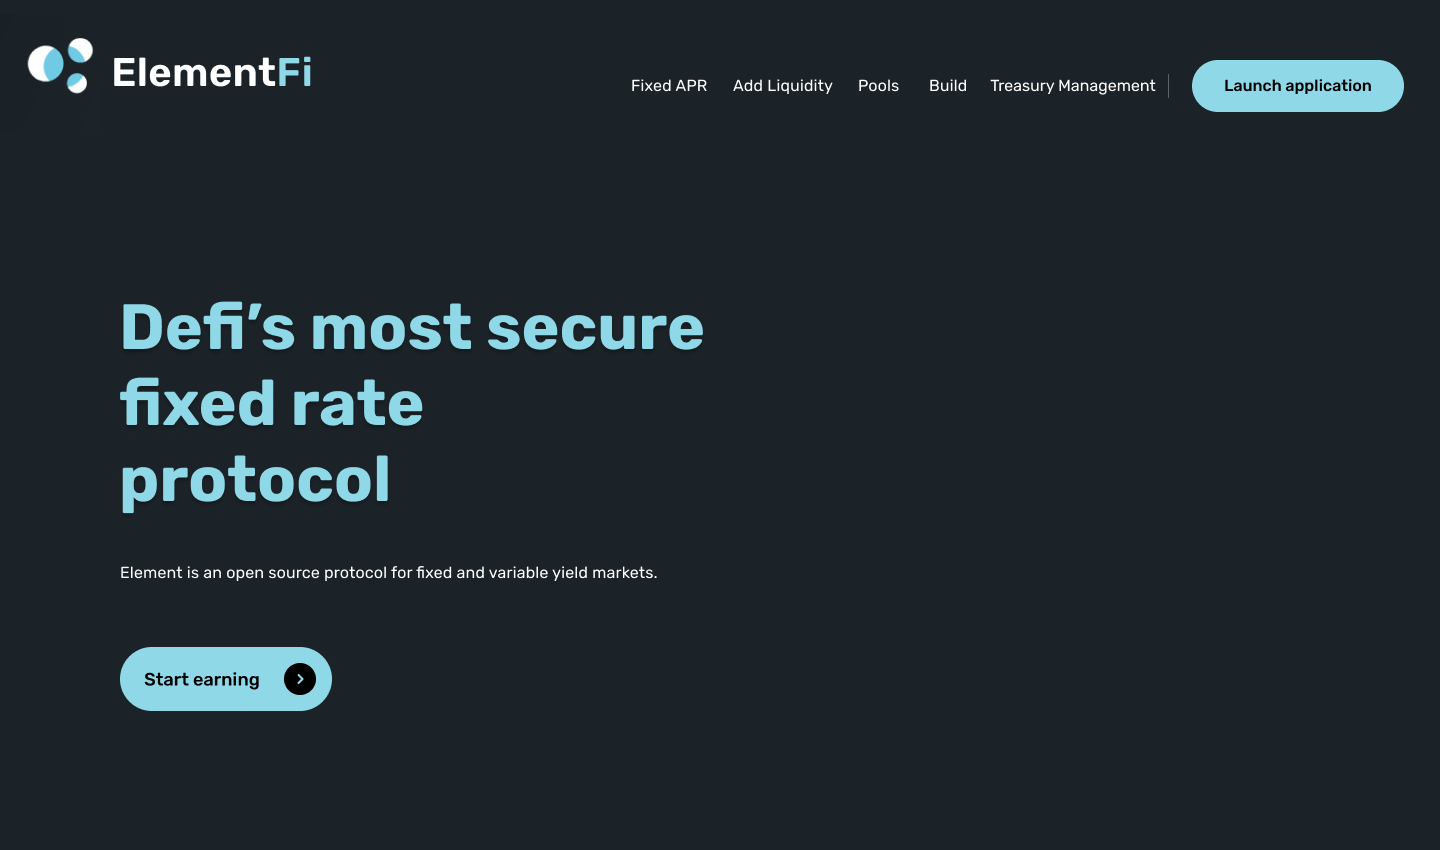 ElementFi
Fixed APR
Add Liquidity
Pools
Build
Treasury Management
Launch application
Defi’s most secure
fixed rate
protocol
Element is an open source protocol for fixed and variable yield markets.
Start earning